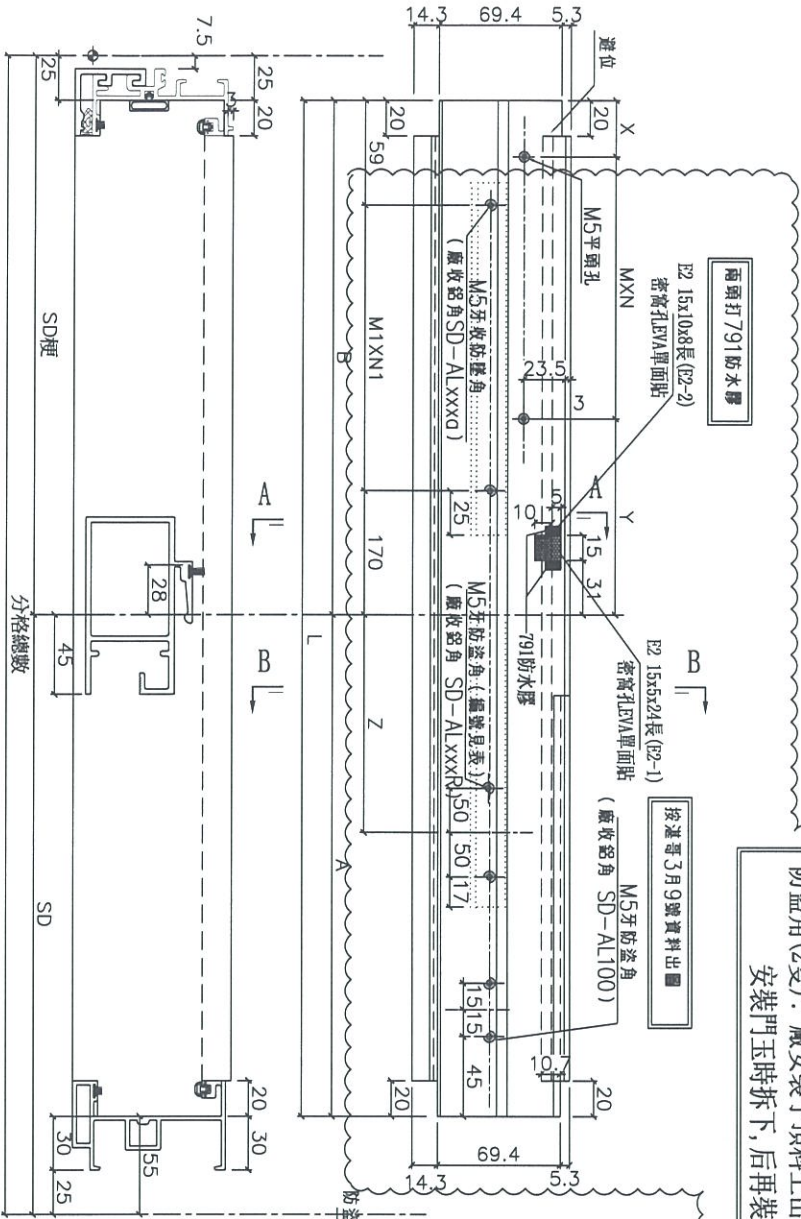 14.3
69.4
5.3
避位
7.5
25
25
20
3
20
20
X
59
M5平頭孔
MXN
兩頭打791防水膠
E2 15x10x8長(E2-2)
密富孔EVA單面貼
23.5
3
M5牙收防墜角
(廠收鋁角SD-ALxxxa)
M1XN1
B
SD梗
A
A
Y
5
10
15
31
25
170
28
45
分格總數
L
791防水膠
E2 15x5x24長(E2-1)
密富孔EVA單面貼
B
B
M5牙防盜角(編號見表)
(廠收鋁角 SD-ALxxxR)
Z
50
50
17
A
按湛哥3月9號資料出圖
M5牙防盜角
(廠收鋁角 SD-AL100)
15
15
45
10.7
20
20
SD
20
30
30
55
25
14.3
69.4
5.3
安裝門玉時拆下,后再裝
防盜